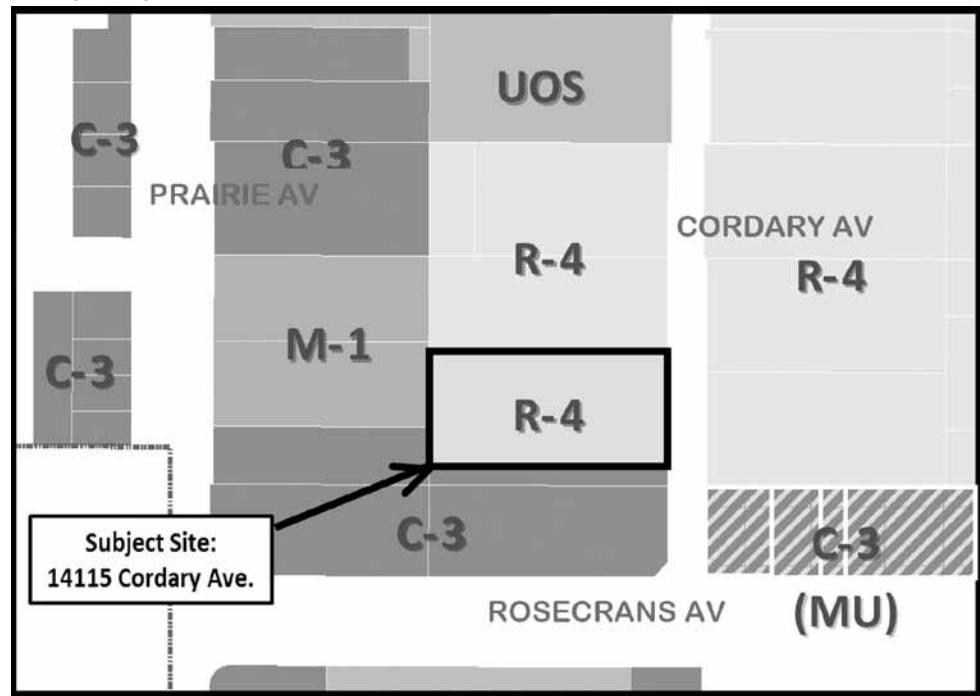 UOS
C-3
C-3
PRAIRIE AV
CORDARY AV
R-4
R-4
M-1
C-3
R-4
Subject Site:
14115 Cordary Ave.
C-3
C-3
ROSECRANS AV
(MU)